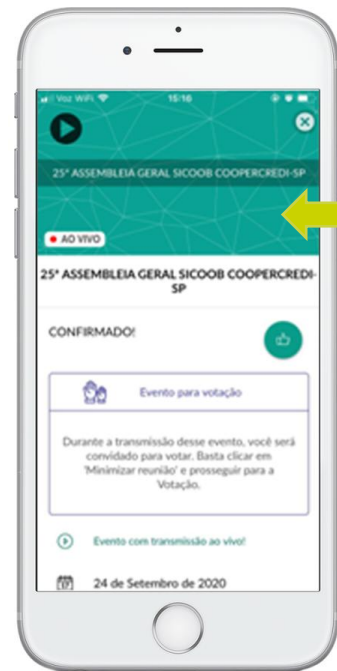 Voz WiFi 15:16
25ª ASSEMBLEIA GERAL SICOOB COOPERCREDI-SP
AO VIVO
25ª ASSEMBLEIA GERAL SICOOB COOPERCREDI-
SP
CONFIRMADO!
Evento para votação
Durante a transmissão desse evento, você será
convidado para votar. Basta clicar em
'Minimizar reunião' e prosseguir para a
Votação.
Evento com transmissão ao vivo!
17
24 de Setembro de 2020